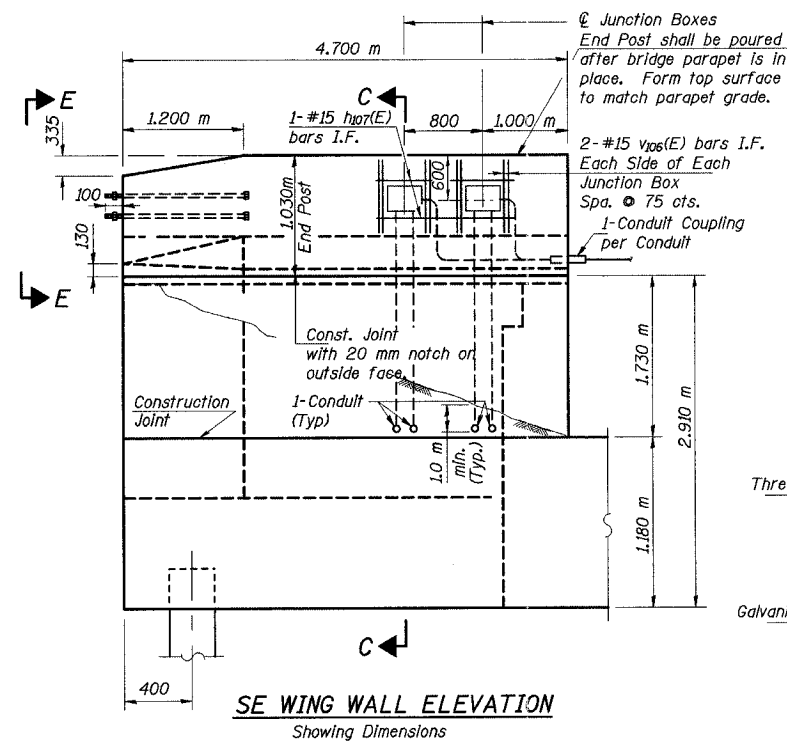 ℄ Junction Boxes
End Post shall be poured
after bridge parapet is in
place. Form top surface
to match parapet grade.
4.700 m
E
C
1.200 m
1-#15 h107(E)
bars I.F.
800
1.000 m
335
2-#15 v106(E) bars I.F.
Each Side of Each
Junction Box
Spa. @ 75 cts.
600
100
1.030m
End Post
1-Conduit Coupling
per Conduit
130
E
Const. Joint
with 20 mm notch on
outside face
1.730 m
2.910 m
Construction
Joint
1-Conduit
(Typ)
1.0 m
min.
(Typ.)
Thre
1.180 m
Galvani
C
400
SE WING WALL ELEVATION
Showing Dimensions